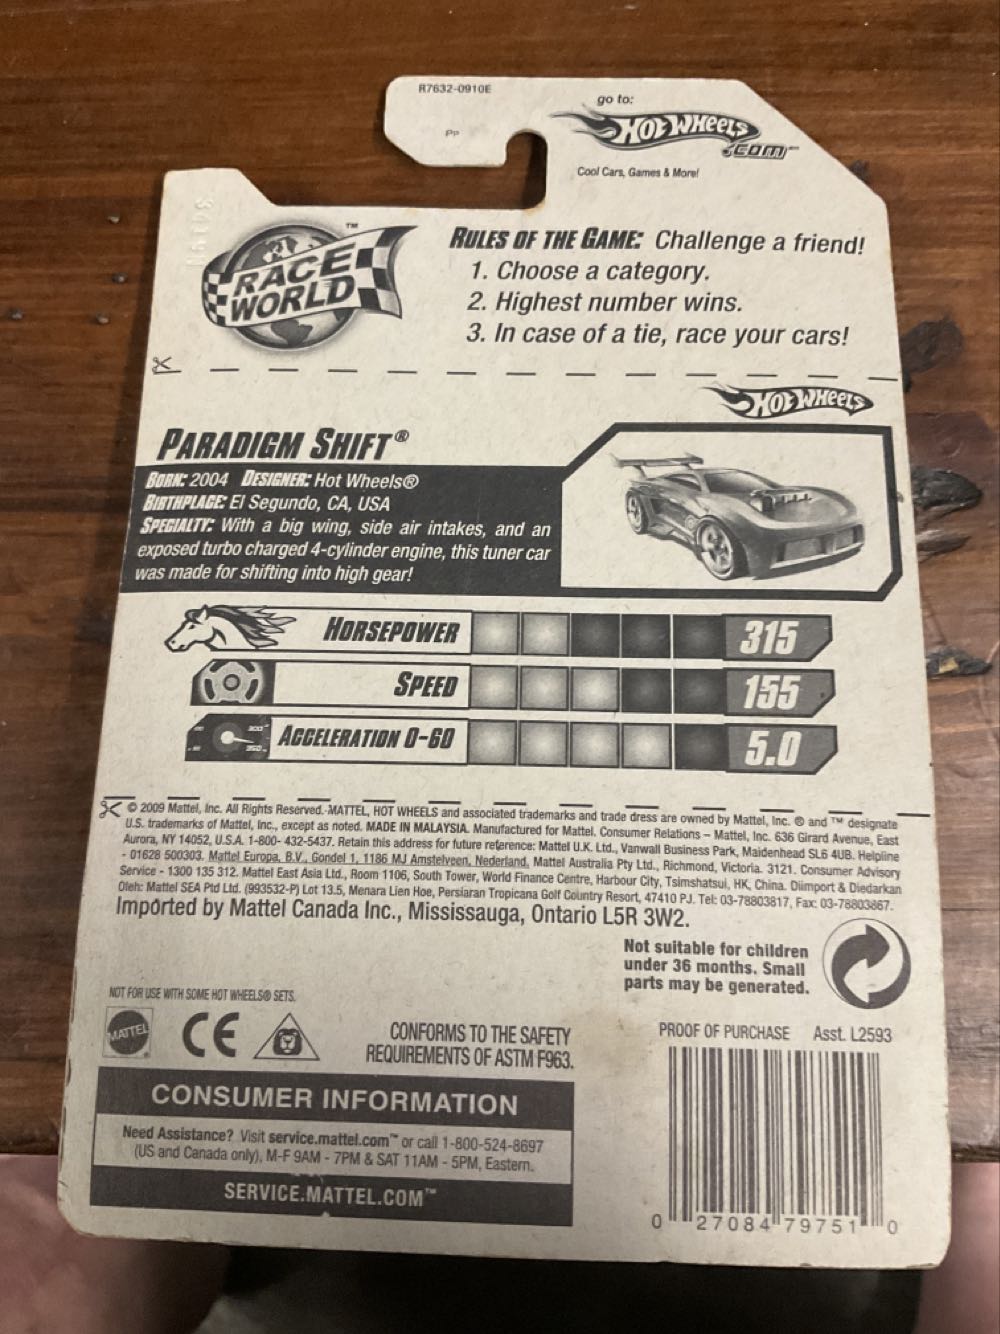 R7632-0910E
PP
go to:
HOT WHEELS
.COM™
Cool Cars, Games & More!
RACE WORLD™
RULES OF THE GAME: Challenge a friend!
1. Choose a category.
2. Highest number wins.
3. In case of a tie, race your cars!
HOT WHEELS
PARADIGM SHIFT®
BORN: 2004 DESIGNER: Hot Wheels®
BIRTHPLACE: El Segundo, CA, USA
SPECIALTY: With a big wing, side air intakes, and an
exposed turbo charged 4-cylinder engine, this tuner car
was made for shifting into high gear!
HORSEPOWER 315
SPEED 155
ACCELERATION 0-60 5.0
© 2009 Mattel, Inc. All Rights Reserved. MATTEL, HOT WHEELS and associated trademarks and trade dress are owned by Mattel, Inc. ® and ™ designate
U.S. trademarks of Mattel, Inc., except as noted. MADE IN MALAYSIA. Manufactured for Mattel. Consumer Relations – Mattel, Inc. 636 Girard Avenue, East
Aurora, NY 14052, U.S.A. 1-800- 432-5437. Retain this address for future reference: Mattel U.K. Ltd., Vanwall Business Park, Maidenhead SL6 4UB. Helpline
- 01628 500303. Mattel Europa, B.V., Gondel 1, 1186 MJ Amstelveen, Nederland. Mattel Australia Pty Ltd., Richmond, Victoria. 3121. Consumer Advisory
Service - 1300 135 312. Mattel East Asia Ltd., Room 1106, South Tower, World Finance Centre, Harbour City, Tsimshatsui, HK, China. Diimport & Diedarkan
Oleh: Mattel SEA Ptd Ltd. (993532-P) Lot 13.5, Menara Lien Hoe, Persiaran Tropicana Golf Country Resort, 47410 PJ. Tel: 03-78803817, Fax: 03-78803867.
Imported by Mattel Canada Inc., Mississauga, Ontario L5R 3W2.
Not suitable for children
under 36 months. Small
parts may be generated.
NOT FOR USE WITH SOME HOT WHEELS® SETS.
MATTEL ®
CE
CONFORMS TO THE SAFETY
REQUIREMENTS OF ASTM F963.
PROOF OF PURCHASE Asst. L2593
CONSUMER INFORMATION
Need Assistance? Visit service.mattel.com™ or call 1-800-524-8697
(US and Canada only), M-F 9AM - 7PM & SAT 11AM - 5PM, Eastern.
SERVICE.MATTEL.COM™
0 27084 79751 0